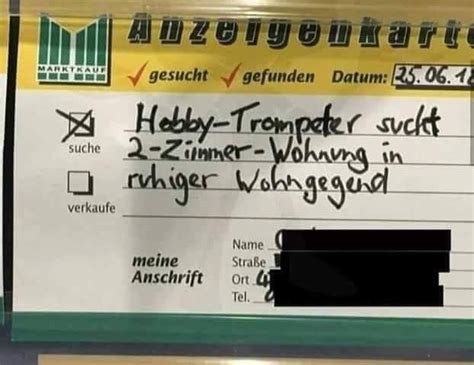 Anzeigenkarte
MARKTKAUF
gesucht gefunden Datum: 25.06.18
Hobby-Trompeter sucht
suche
2-Zimmer-Wohnung in
ruhiger Wohngegend
verkaufe
meine
Anschrift
Name
Straße
Ort
Tel.